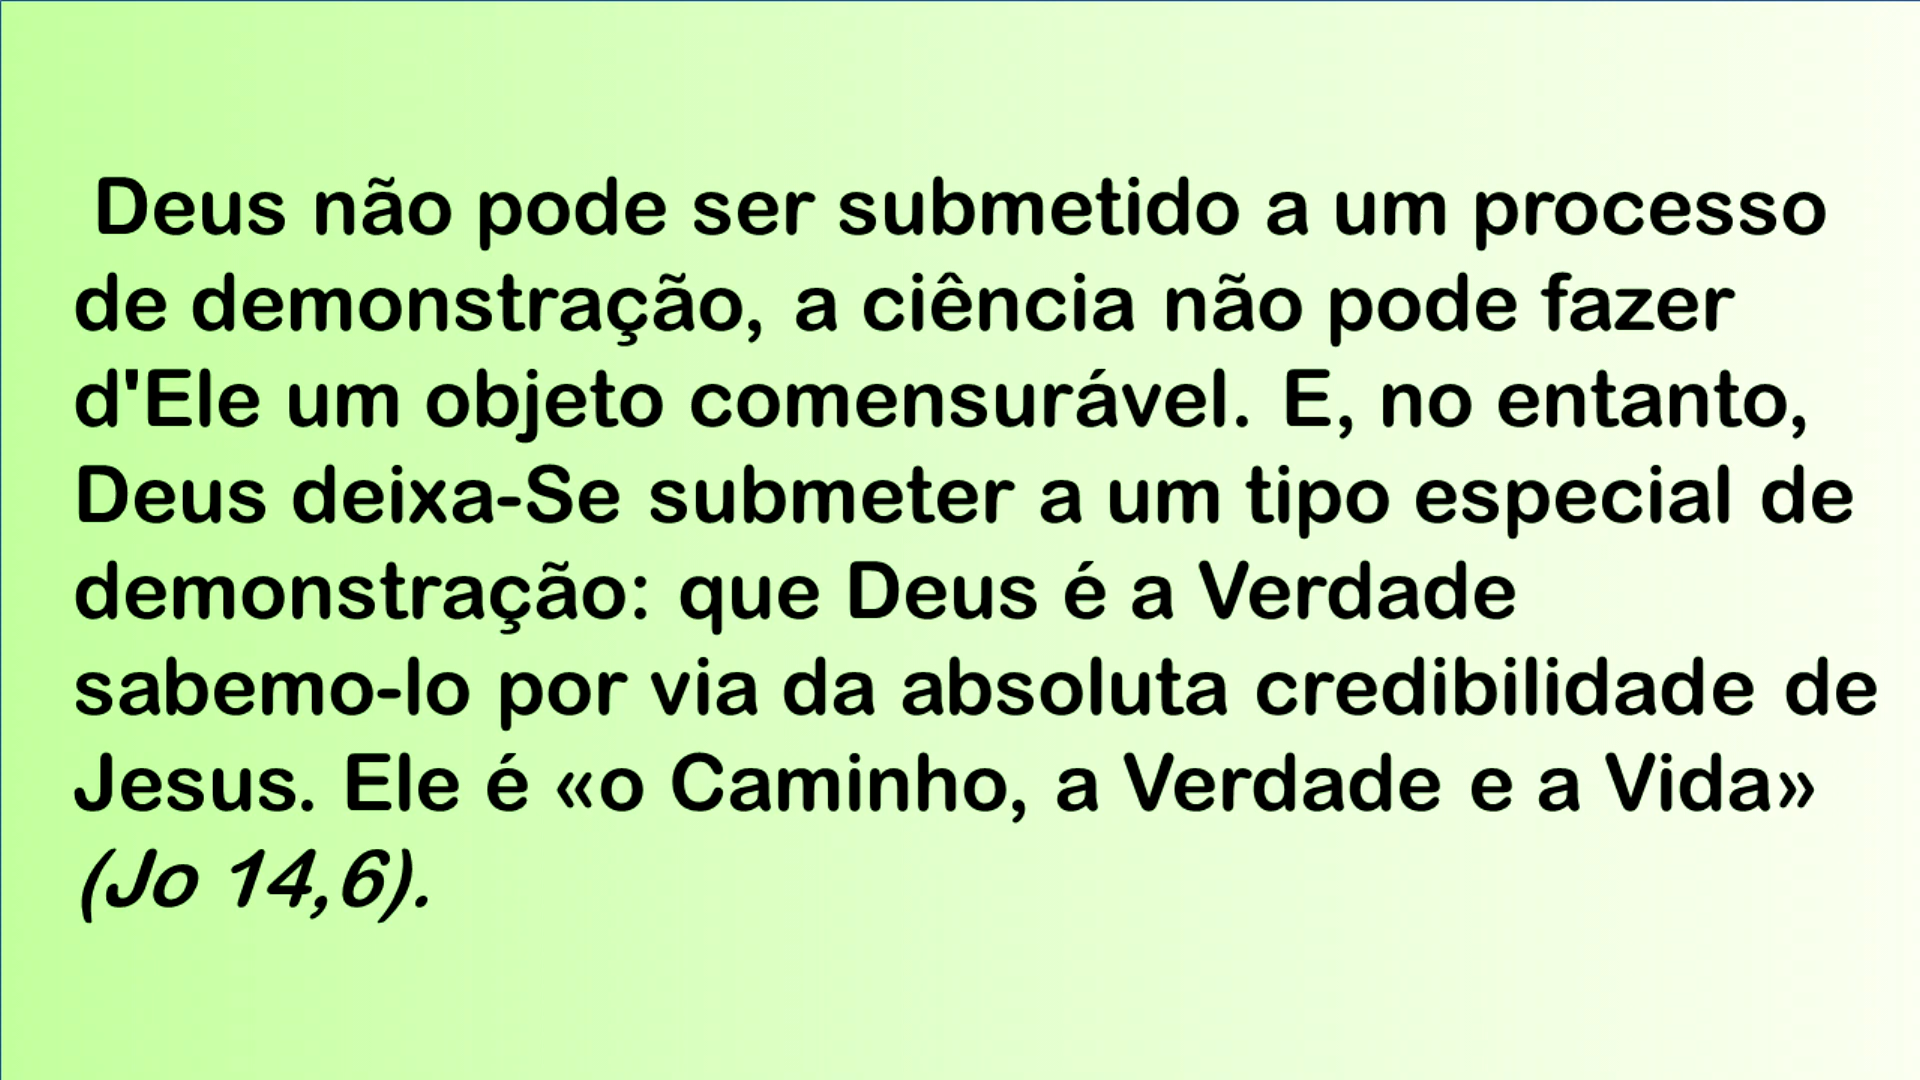 Deus não pode ser submetido a um processo
de demonstração, a ciência não pode fazer
d'Ele um objeto comensurável. E, no entanto,
Deus deixa-Se submeter a um tipo especial de
demonstração: que Deus é a Verdade
sabemo-lo por via da absoluta credibilidade de
Jesus. Ele é «o Caminho, a Verdade e a Vida»
(Jo 14,6).